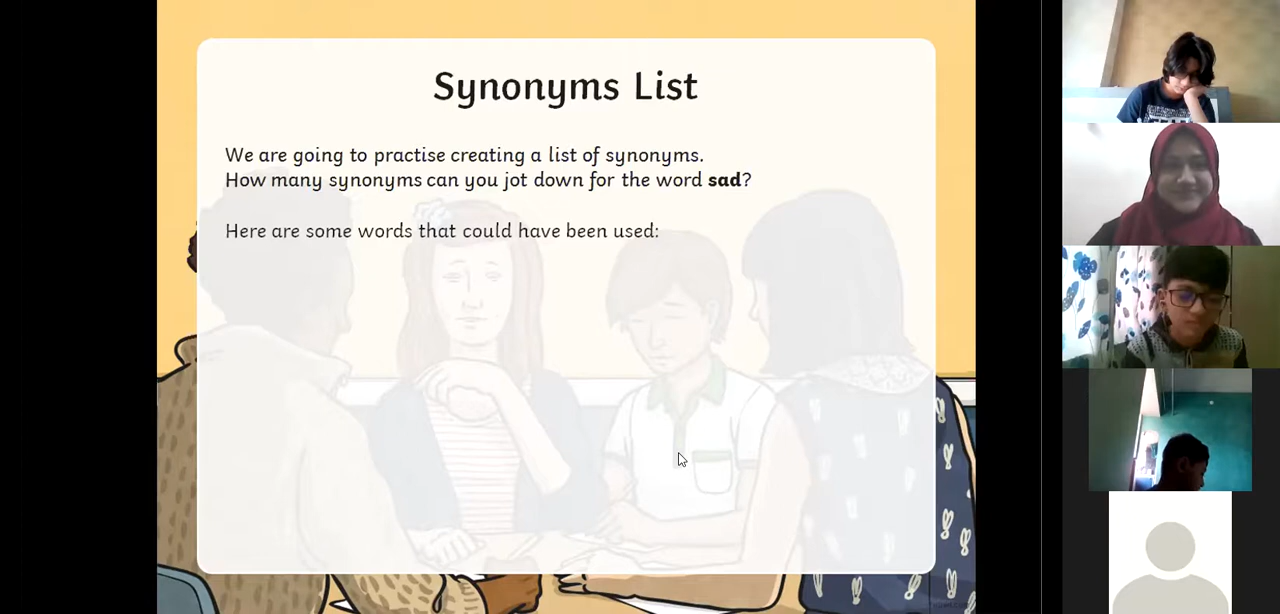 Synonyms List
We are going to practise creating a list of synonyms.
How many synonyms can you jot down for the word sad?
Here are some words that could have been used: